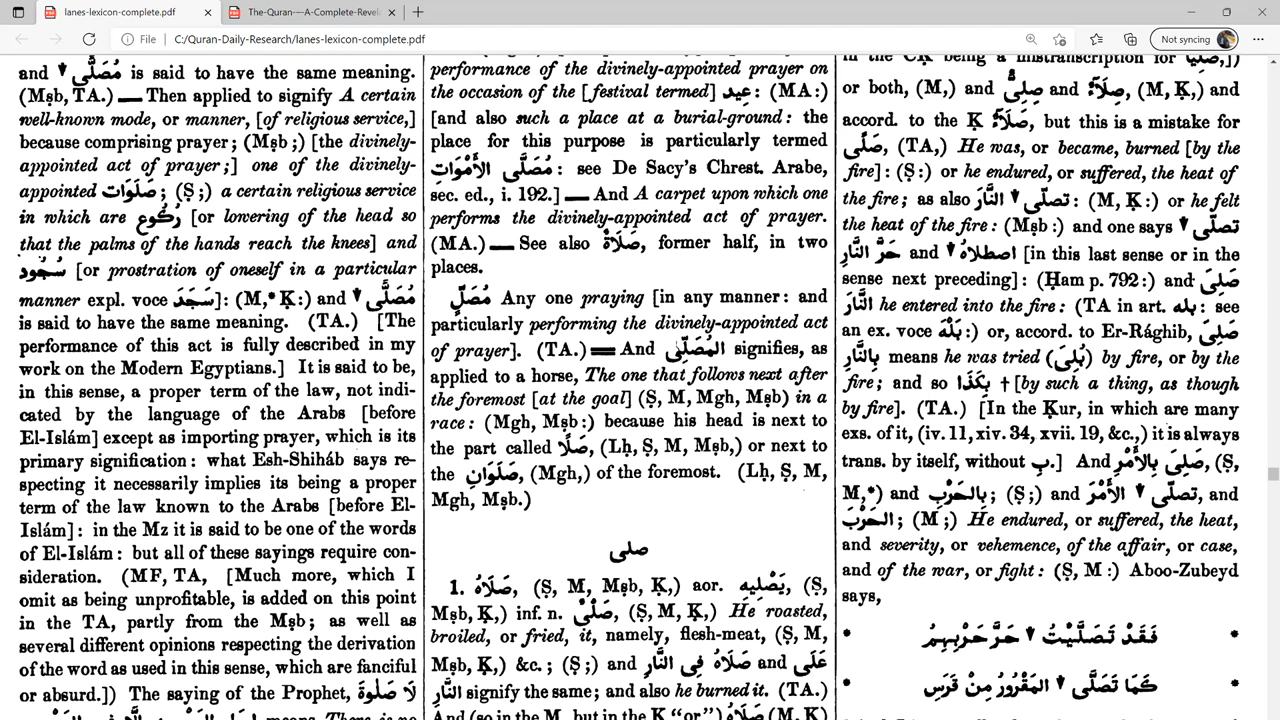 lanes-lexicon-complete.pdf
The-Quran-—A-Complete-Revel
File
C:/Quran-Daily-Research/lanes-lexicon-complete.pdf
Not syncing
and مُصَلًّى is said to have the same meaning.
(Mṣb, TA.) — Then applied to signify A certain
well-known mode, or manner, [of religious service,]
because comprising prayer; (Mṣb;) [the divinely-
appointed act of prayer;] one of the divinely-
appointed صَلَوَات; (Ṣ;) a certain religious service
in which are رُكُوع [or lowering of the head so
that the palms of the hands reach the knees] and
سُجُود [or prostration of oneself in a particular
manner expl. voce سَجَدَ]: (M,* Ḳ:) and مُصَلًّى
is said to have the same meaning. (TA.) [The
performance of this act is fully described in my
work on the Modern Egyptians.] It is said to be,
in this sense, a proper term of the law, not indi-
cated by the language of the Arabs [before
El-Islám] except as importing prayer, which is its
primary signification: what Esh-Shiháb says re-
specting it necessarily implies its being a proper
term of the law known to the Arabs [before El-
Islám]: in the Mz it is said to be one of the words
of El-Islám: but all of these sayings require con-
sideration. (MF, TA, [Much more, which I
omit as being unprofitable, is added on this point
in the TA, partly from the Mṣb; as well as
several different opinions respecting the derivation
of the word as used in this sense, which are fanciful
or absurd.]) The saying of the Prophet, لَا صَلٰوةَ
performance of the divinely-appointed prayer on
the occasion of the [festival termed] عِيد: (MA:)
[and also such a place at a burial-ground: the
place for this purpose is particularly termed
مُصَلَّى الأَمْوَاتِ: see De Sacy's Chrest. Arabe,
sec. ed., i. 192.] — And A carpet upon which one
performs the divinely-appointed act of prayer.
(MA.) — See also صَلَاةٌ, former half, in two
places.
مُصَلٍّ Any one praying [in any manner: and
particularly performing the divinely-appointed act
of prayer]. (TA.) = And المُصَلِّى signifies, as
applied to a horse, The one that follows next after
the foremost [at the goal] (Ṣ, M, Mgh, Mṣb) in a
race: (Mgh, Mṣb:) because his head is next to
the part called صَلًا, (Lḥ, Ṣ, M, Mṣb,) or next to
the صَلَوَانِ, (Mgh,) of the foremost. (Lḥ, Ṣ, M,
Mgh, Mṣb.)
صلى
1. صَلَاهُ, (Ṣ, M, Mṣb, Ḳ,) aor. يَصْلِيهِ, (Ṣ,
Mṣb, Ḳ,) inf. n. صَلْىٌ, (Ṣ, M, Ḳ,) He roasted,
broiled, or fried, it, namely, flesh-meat, (Ṣ, M,
Mṣb, Ḳ,) &c.; (Ṣ;) and صَلَاهُ فِى النَّارِ and عَلَى
النَّارِ signify the same; and also he burned it. (TA.)
And (so in the M, but in the Ḳ "or") صَلَاهُ (M, Ḳ)
in the CK being a mistranscription for صَلِيًّا,])
or both, (M,) and صِلِىٌّ and صِلَآءٌ, (M, Ḳ,) and
accord. to the Ḳ صَلَآءٌ, but this is a mistake for
صَلًى, (TA,) He was, or became, burned [by the
fire]: (Ṣ:) or he endured, or suffered, the heat of
the fire; as also تصلّى النَّارَ: (M, Ḳ:) or he felt
the heat of the fire: (Mṣb:) and one says تصلّى
حَرَّ النَّارِ and اصطلاهُ [in this last sense or in the
sense next preceding]: (Ḥam p. 792:) and صَلِىَ
النَّارَ he entered into the fire: (TA in art. بله: see
an ex. voce بَلْهَ:) or, accord. to Er-Rághib, صَلِىَ
بِالنَّارِ means he was tried (بُلِىَ) by fire, or by the
fire; and so بِكَذَا † [by such a thing, as though
by fire]. (TA.) [In the Ḳur, in which are many
exs. of it, (iv. 11, xiv. 34, xvii. 19, &c.,) it is always
trans. by itself, without بِ.] And صَلِىَ بِالأَمْرِ, (Ṣ,
M,*) and بِالحَرْبِ; (Ṣ;) and تصلّى الأَمْرَ, and
الحَرْبَ; (M;) He endured, or suffered, the heat,
and severity, or vehemence, of the affair, or case,
and of the war, or fight: (Ṣ, M:) Aboo-Zubeyd
says,
* فَقَدْ تَصَلَّيْتُ حَرَّ حَرْبِهِمُ *
* كَمَا تَصَلَّى المَقْرُورُ مِنْ قَرَسِ *